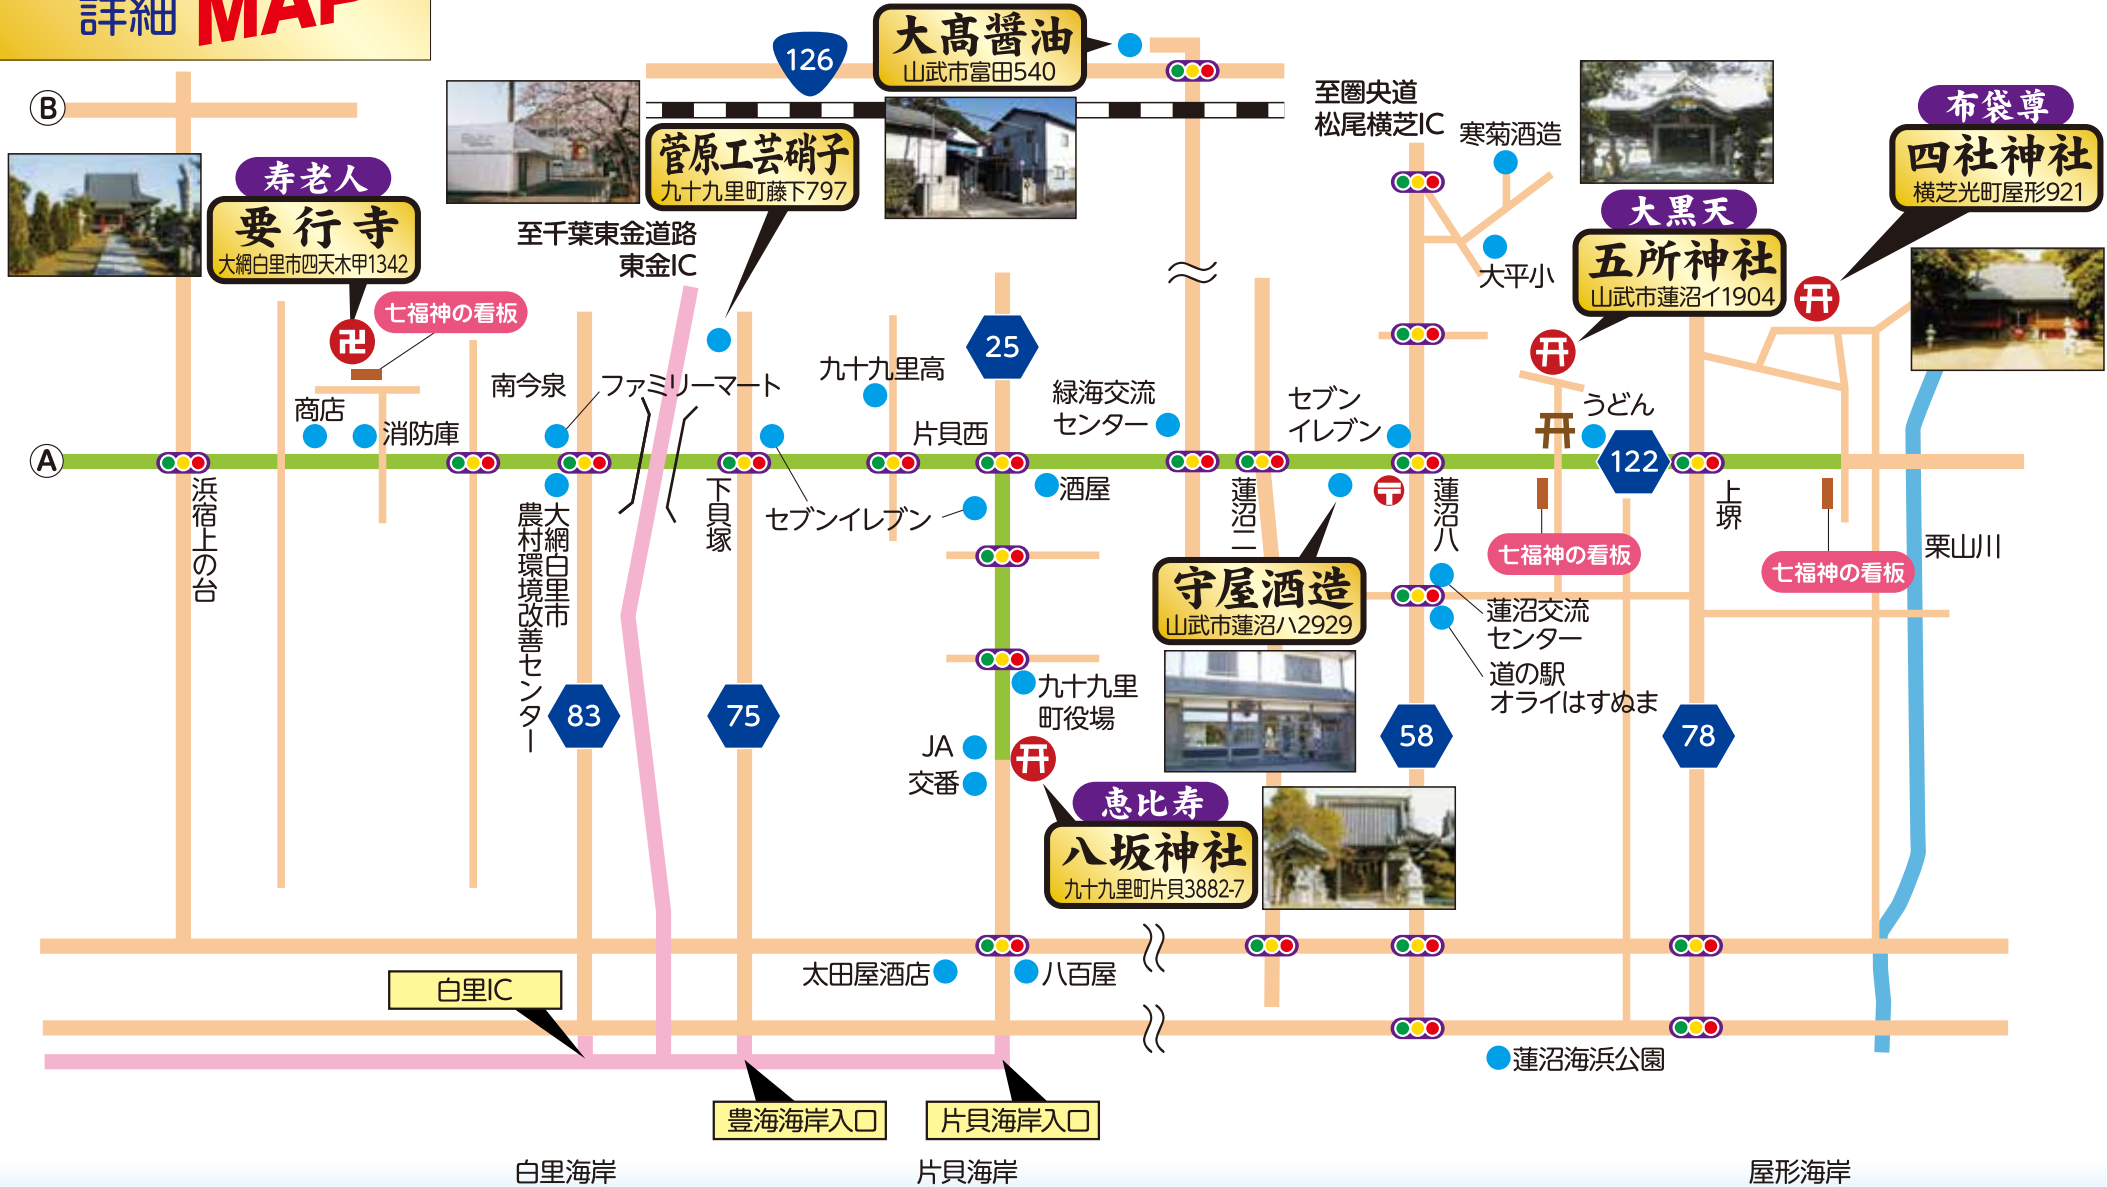 詳細 MAP
126
大髙醤油
山武市富田540
至圏央道
松尾横芝IC
寒菊酒造
布袋尊
四社神社
横芝光町屋形921
B
寿老人
要行寺
大網白里市四天木甲1342
菅原工芸硝子
九十九里町藤下797
至千葉東金道路
東金IC
大黒天
五所神社
山武市蓮沼イ1904
大平小
七福神の看板
25
南今泉
ファミリーマート
九十九里高
緑海交流
センター
セブン
イレブン
うどん
商店
消防庫
片貝西
A
122
浜宿上の台
大網白里市
農村環境改善センター
下貝塚
セブンイレブン
酒屋
蓮沼二
蓮沼八
上堺
七福神の看板
七福神の看板
栗山川
守屋酒造
山武市蓮沼ハ2929
蓮沼交流
センター
道の駅
オライはすぬま
九十九里
町役場
83
75
58
78
JA
交番
恵比寿
八坂神社
九十九里町片貝3882-7
太田屋酒店
八百屋
白里IC
蓮沼海浜公園
豊海海岸入口
片貝海岸入口
白里海岸
片貝海岸
屋形海岸